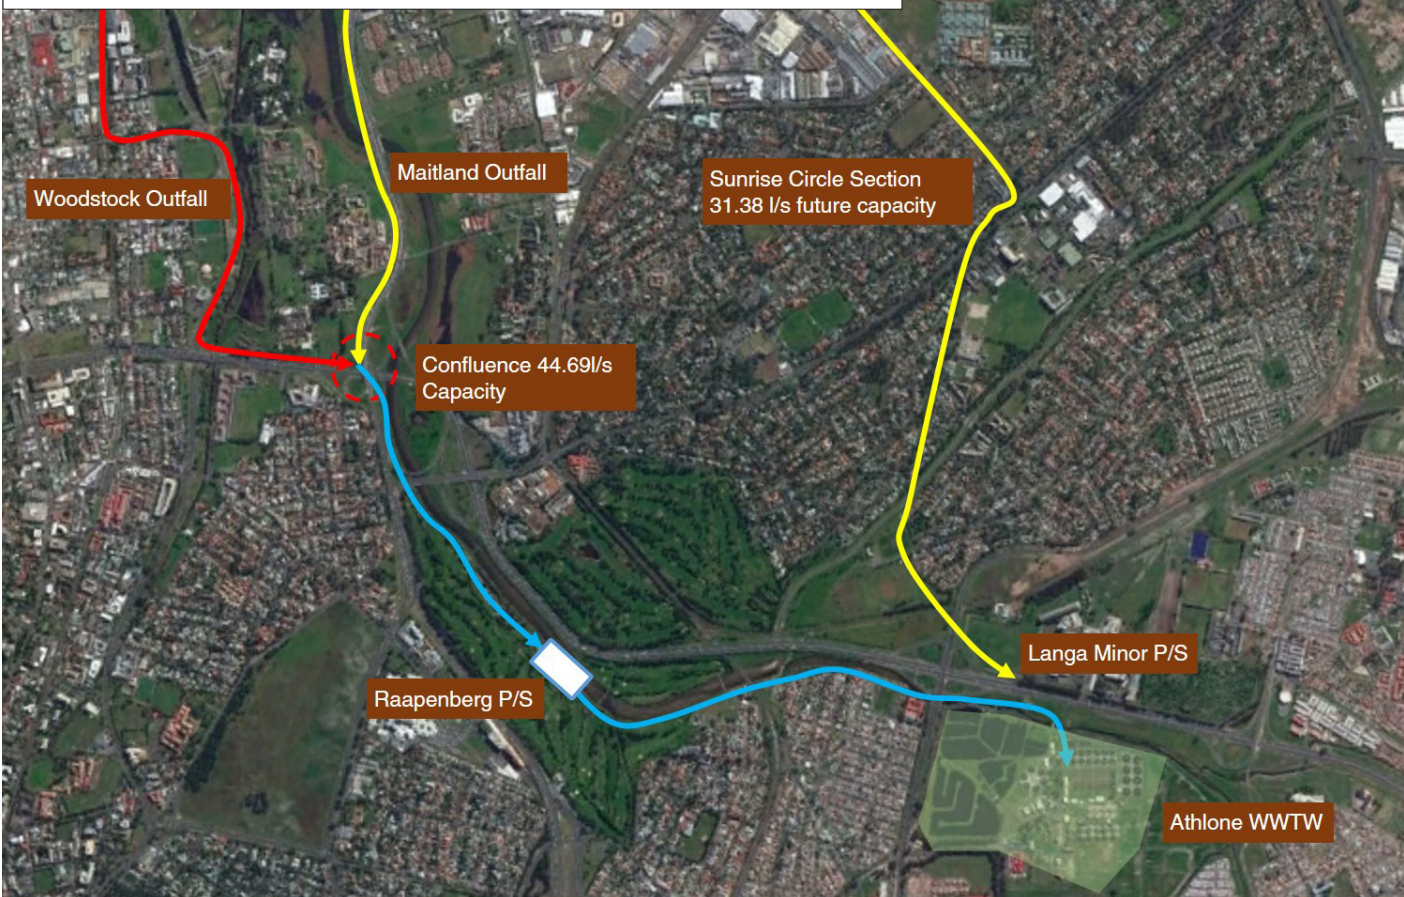 Maitland Outfall
Woodstock Outfall
Sunrise Circle Section
31.38 l/s future capacity
Confluence 44.69l/s
Capacity
Langa Minor P/S
Raapenberg P/S
Athlone WWTW